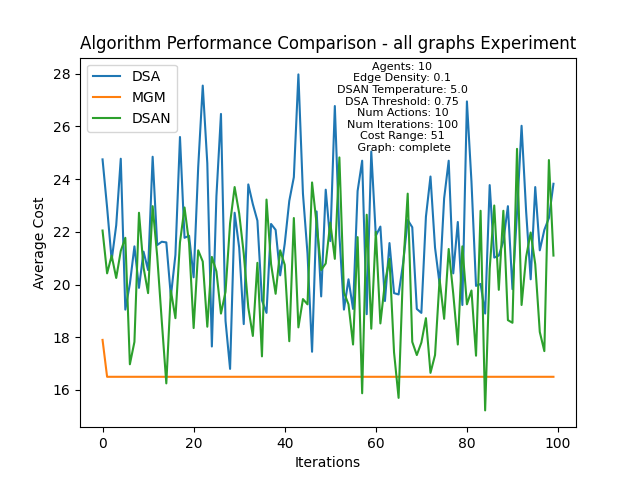 Algorithm Performance Comparison - all graphs Experiment
DSA
MGM
DSAN
Agents: 10
Edge Density: 0.1
DSAN Temperature: 5.0
DSA Threshold: 0.75
Num Actions: 10
Num Iterations: 100
Cost Range: 51
Graph: complete
Average Cost
28
26
24
22
20
18
16
0
20
40
60
80
100
Iterations